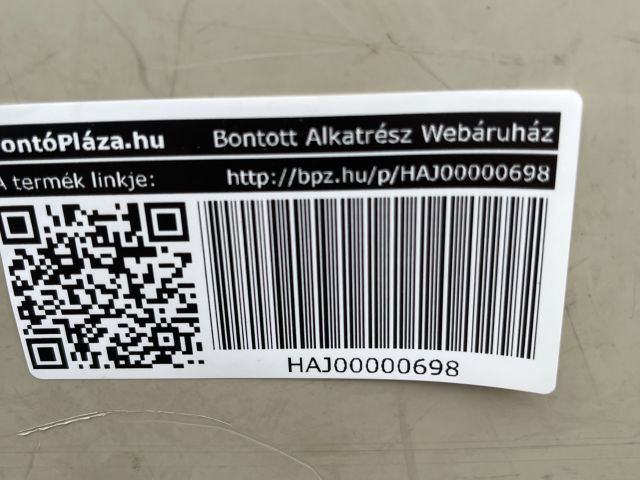 ontóPláza.hu Bontott Alkatrész Webáruház
A termék linkje: http://bpz.hu/p/HAJ00000698
HAJ00000698